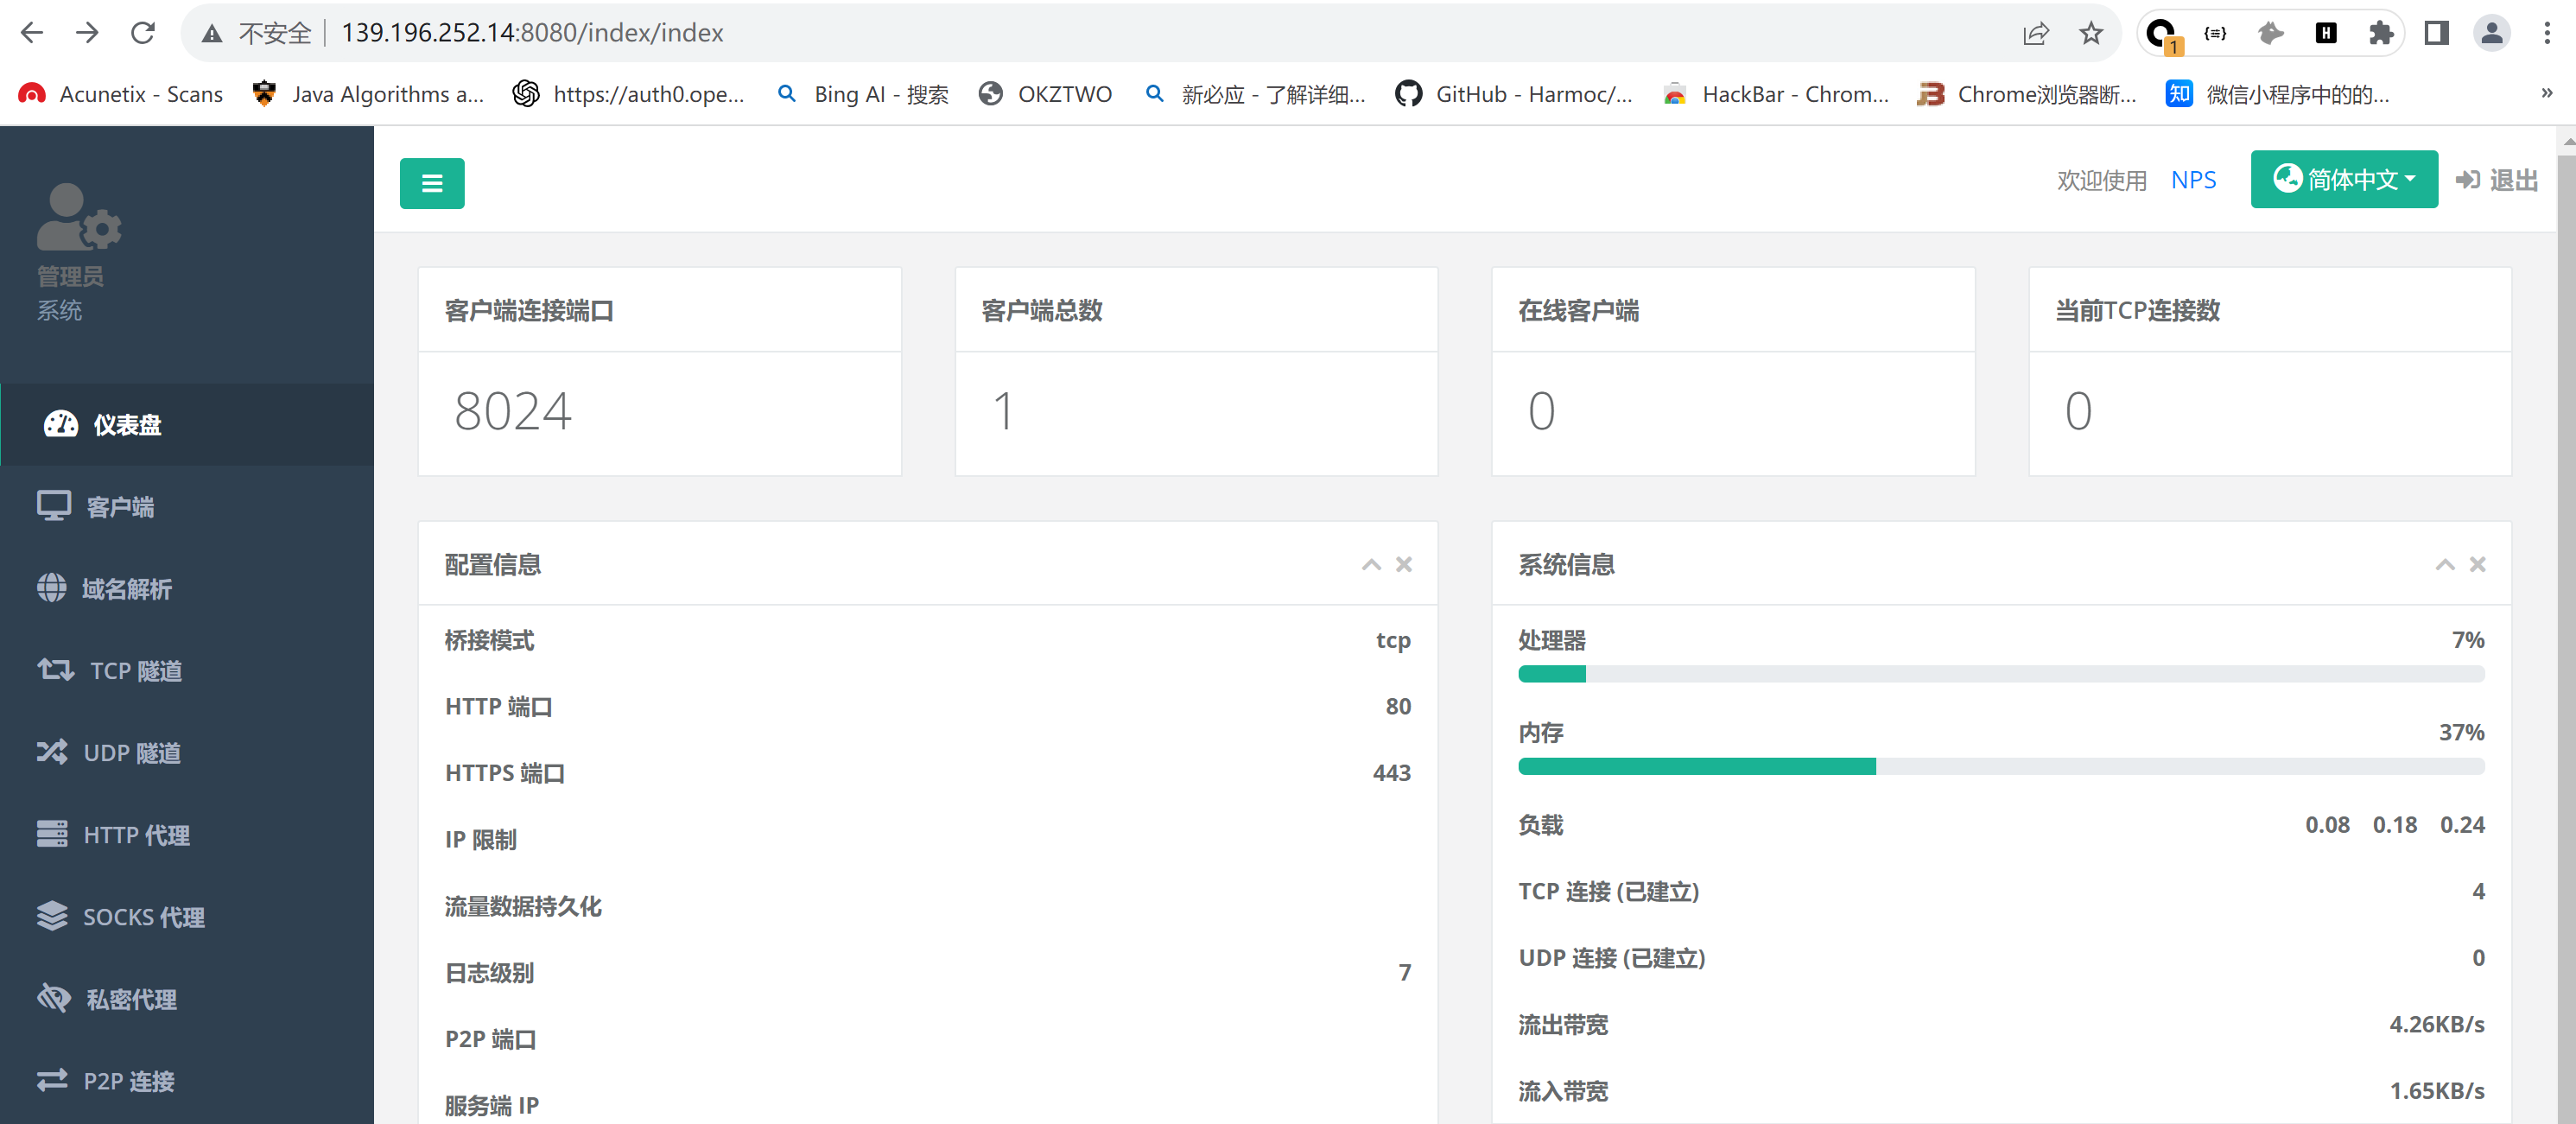 不安全 139.196.252.14:8080/index/index
1
Acunetix - Scans
Java Algorithms a...
https://auth0.ope...
Bing AI - 搜索
OKZTWO
新必应 - 了解详细...
GitHub - Harmoc/...
HackBar - Chrom...
Chrome浏览器断...
知 微信小程序中的的...
»
欢迎使用 NPS
简体中文
退出
管理员
系统
仪表盘
客户端
域名解析
TCP 隧道
UDP 隧道
HTTP 代理
SOCKS 代理
私密代理
P2P 连接
客户端连接端口
8024
客户端总数
1
在线客户端
0
当前TCP连接数
0
配置信息
桥接模式 tcp
HTTP 端口 80
HTTPS 端口 443
IP 限制
流量数据持久化
日志级别 7
P2P 端口
服务端 IP
系统信息
处理器 7%
内存 37%
负载 0.08 0.18 0.24
TCP 连接 (已建立) 4
UDP 连接 (已建立) 0
流出带宽 4.26KB/s
流入带宽 1.65KB/s